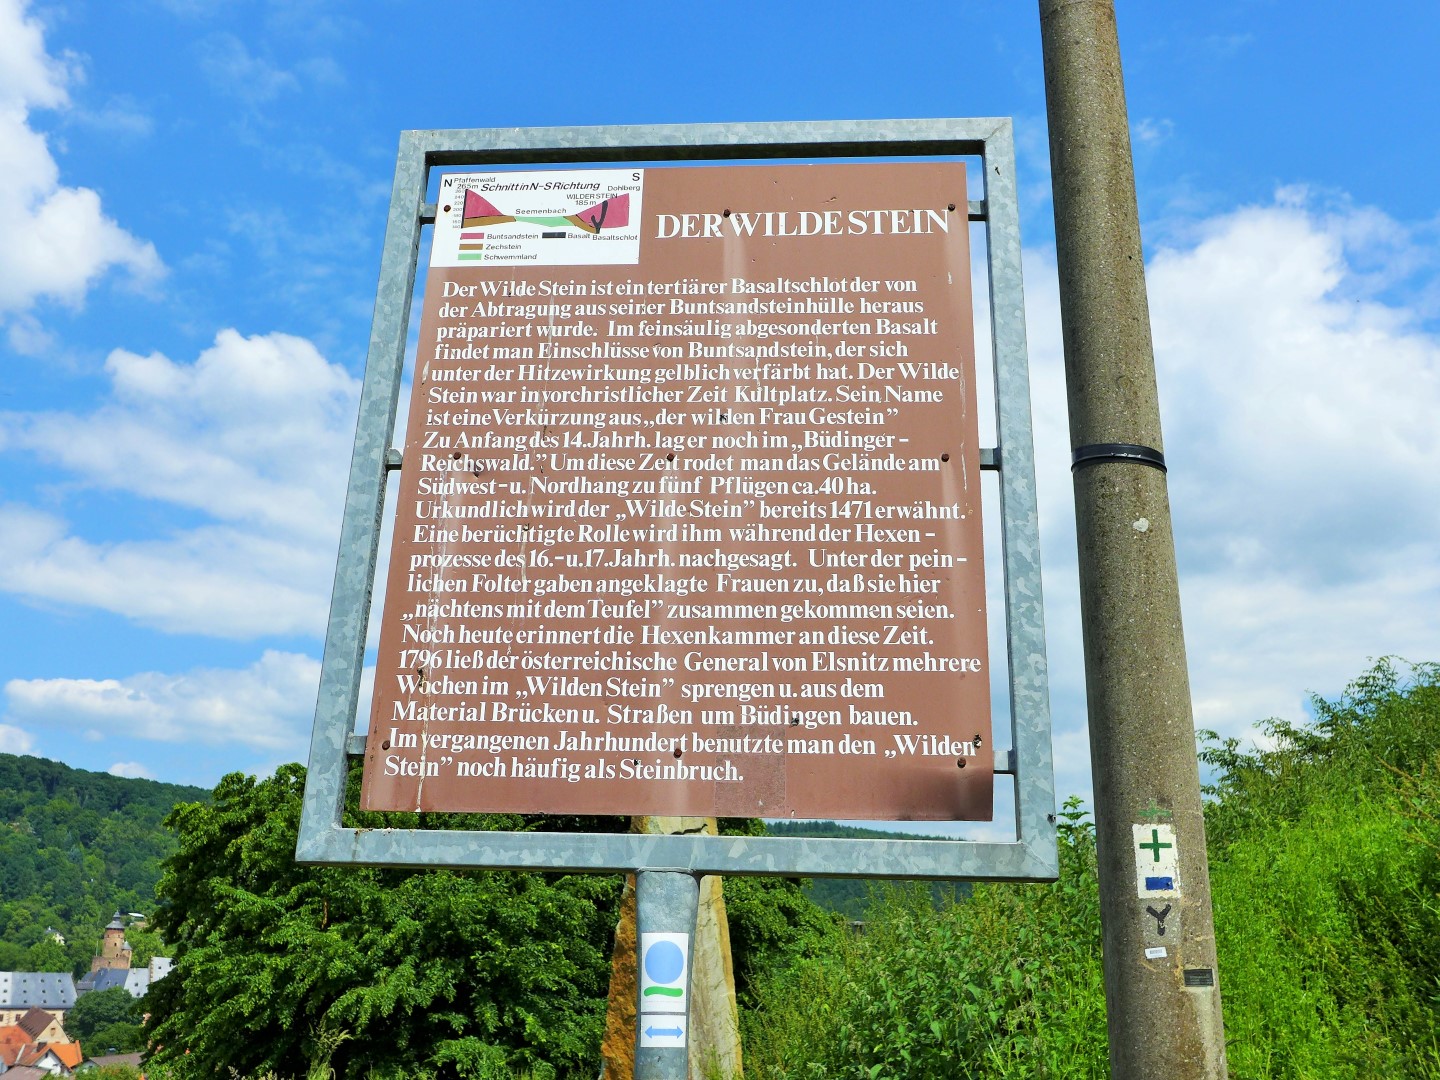 N
S
Pfaffenwald
265m
Schnitt in N-S Richtung
Dohlberg
WILDER STEIN
185 m
Seemenbach
Buntsandstein
Basalt
Basaltschlot
Zechstein
Schwemmland
DER WILDE STEIN
Der Wilde Stein ist ein tertiärer Basaltschlot der von
der Abtragung aus seiner Buntsandsteinhülle heraus
präpariert wurde. Im feinsäulig abgesonderten Basalt
findet man Einschlüsse von Buntsandstein, der sich
unter der Hitzewirkung gelblich verfärbt hat. Der Wilde
Stein war in vorchristlicher Zeit Kultplatz. Sein Name
ist eine Verkürzung aus „der wilden Frau Gestein”
Zu Anfang des 14. Jahrh. lag er noch im „Büdinger-
Reichswald.” Um diese Zeit rodet man das Gelände am
Südwest-u. Nordhang zu fünf Pflügen ca. 40 ha.
Urkundlich wird der „Wilde Stein” bereits 1471 erwähnt.
Eine berüchtigte Rolle wird ihm während der Hexen-
prozesse des 16.-u. 17. Jahrh. nachgesagt. Unter der pein-
lichen Folter gaben angeklagte Frauen zu, daß sie hier
„nächtens mit dem Teufel” zusammen gekommen seien.
Noch heute erinnert die Hexenkammer an diese Zeit.
1796 ließ der österreichische General von Elsnitz mehrere
Wochen im „Wilden Stein” sprengen u. aus dem
Material Brücken u. Straßen um Büdingen bauen.
Im vergangenen Jahrhundert benutzte man den „Wilden
Stein” noch häufig als Steinbruch.
Y